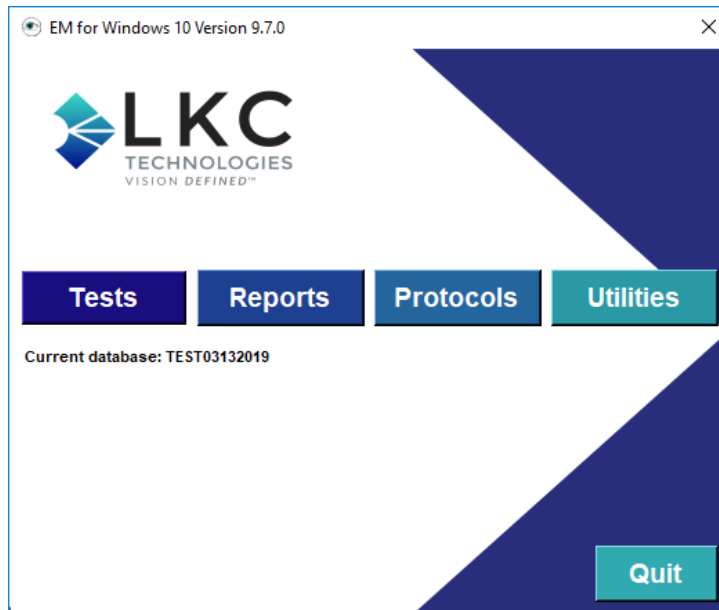 EM for Windows 10 Version 9.7.0
LKC
TECHNOLOGIES
VISION DEFINED™
Tests
Reports
Protocols
Utilities
Current database: TEST03132019
Quit